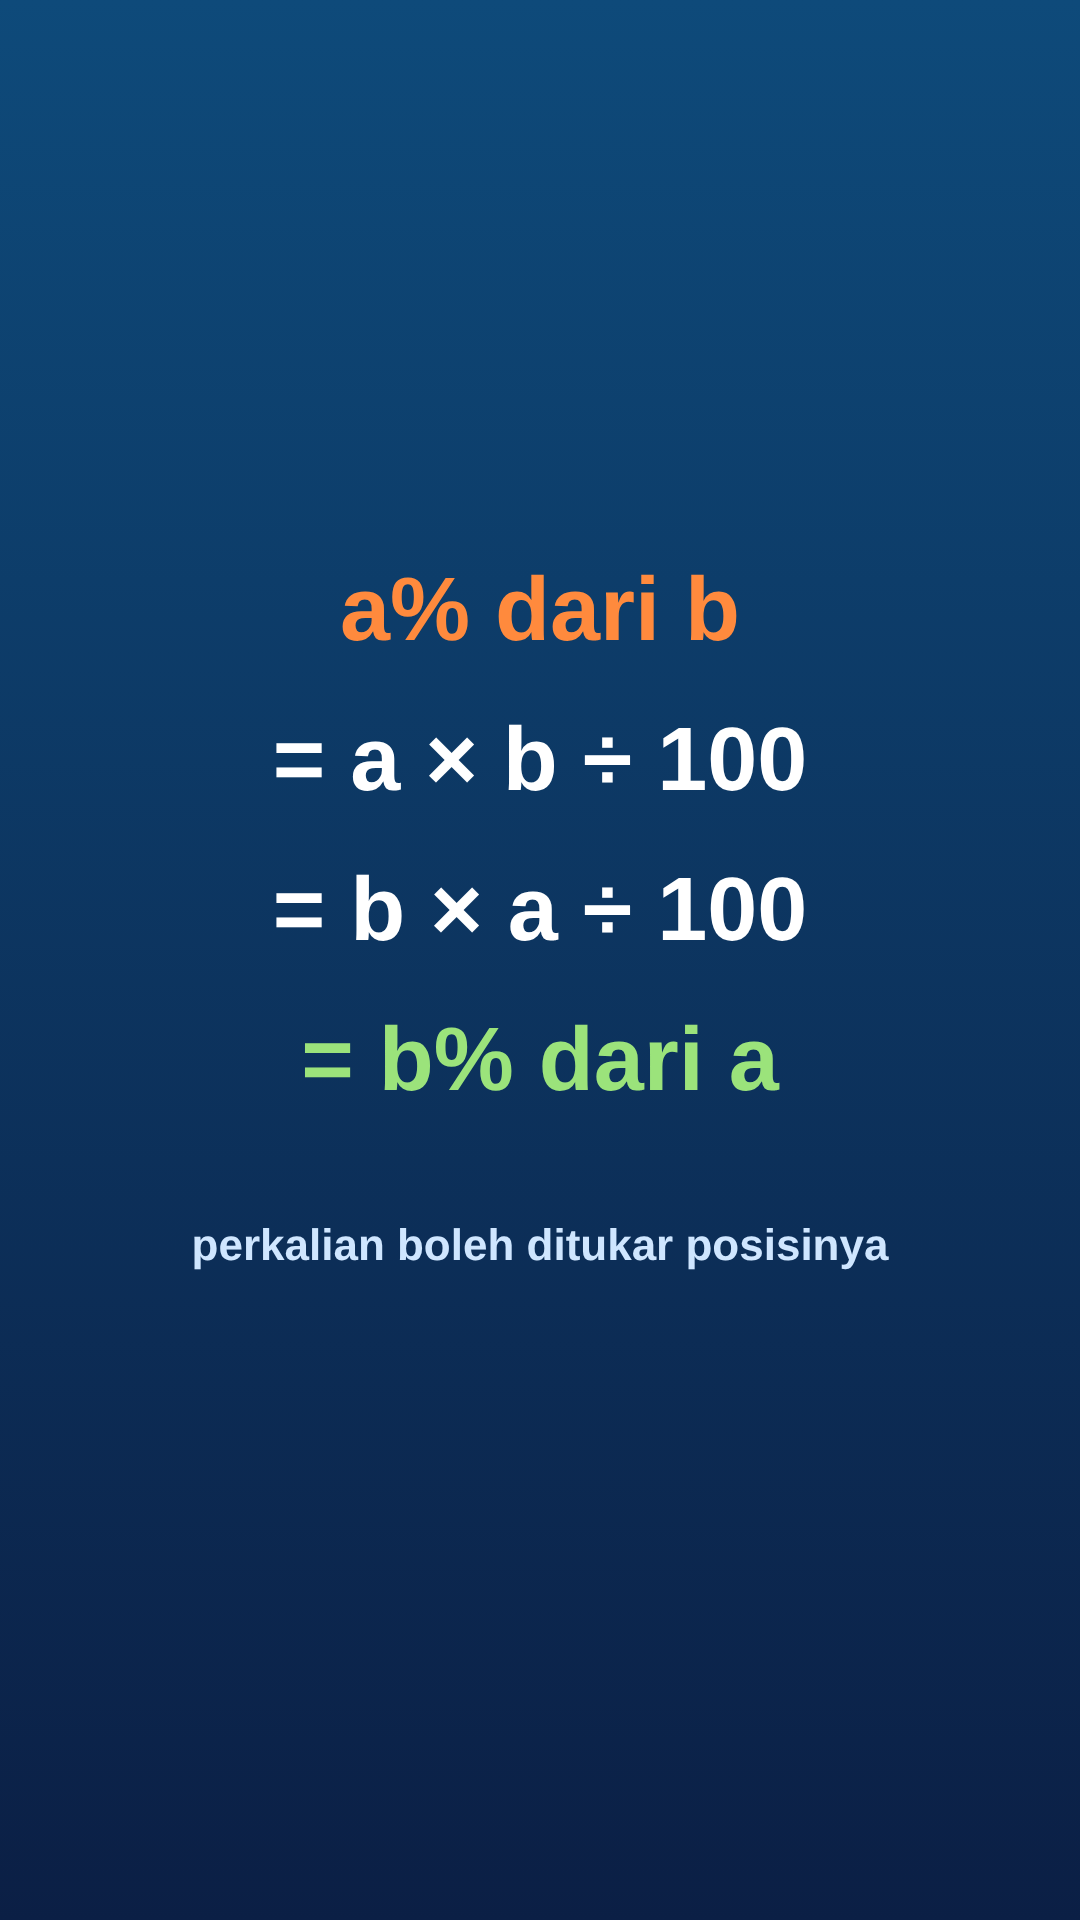 a% dari b
= a × b ÷ 100
= b × a ÷ 100
= b% dari a
perkalian boleh ditukar posisinya